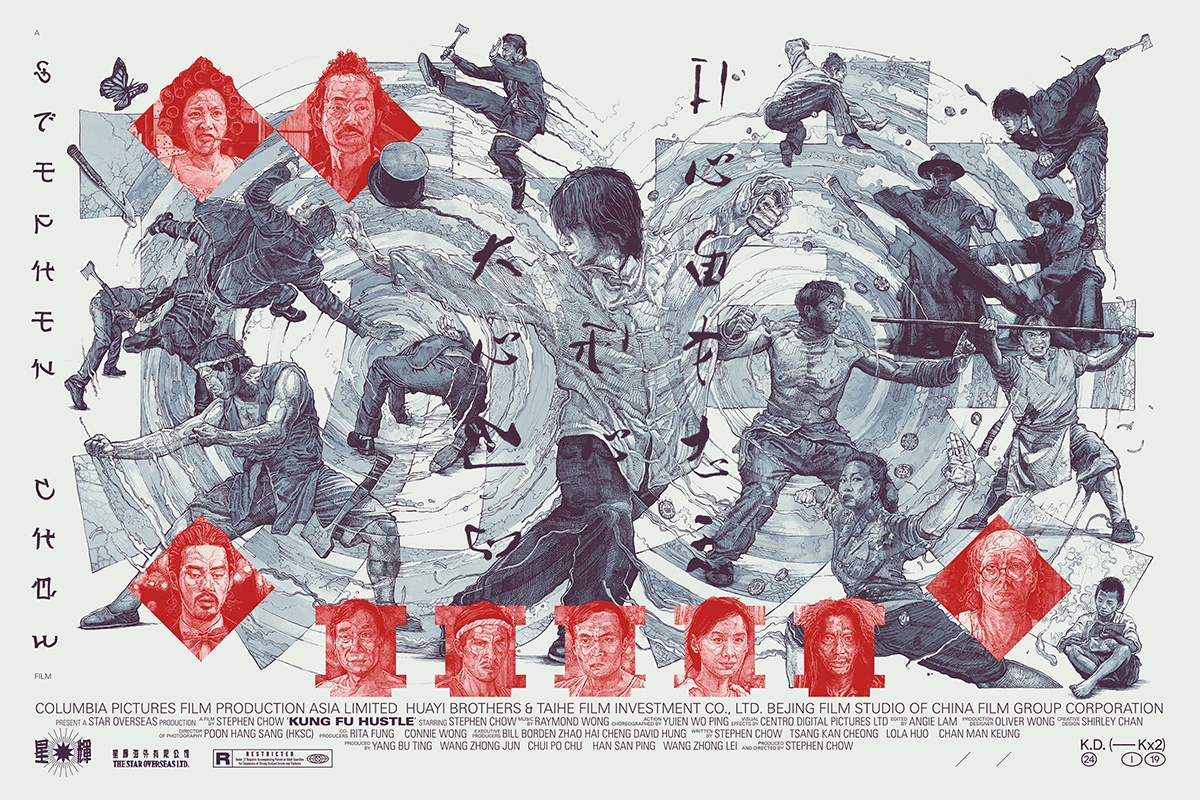 A
STEPHEN CHOW
FILM
COLUMBIA PICTURES FILM PRODUCTION ASIA LIMITED HUAYI BROTHERS & TAIHE FILM INVESTMENT CO., LTD. BEJING FILM STUDIO OF CHINA FILM GROUP CORPORATION
PRESENT A STAR OVERSEAS PRODUCTION A FILM BY STEPHEN CHOW 'KUNG FU HUSTLE' STARRING STEPHEN CHOW MUSIC BY RAYMOND WONG ACTION CHOREOGRAPHED BY YUIEN WO PING VISUAL EFFECTS BY CENTRO DIGITAL PICTURES LTD EDITED BY ANGIE LAM PRODUCTION DESIGNER OLIVER WONG CREATIVE DESIGN SHIRLEY CHAN
DIRECTOR OF PHOTOGRAPHY POON HANG SANG (HKSC) CO. PRODUCERS RITA FUNG CONNIE WONG EXECUTIVE PRODUCERS BILL BORDEN ZHAO HAI CHENG DAVID HUNG WRITTEN BY STEPHEN CHOW TSANG KAN CHEONG LOLA HUO CHAN MAN KEUNG
PRODUCED BY YANG BU TING WANG ZHONG JUN CHUI PO CHU HAN SAN PING WANG ZHONG LEI PRODUCED AND DIRECTED BY STEPHEN CHOW
星輝
星輝海外有限公司
THE STAR OVERSEAS LTD.
R RESTRICTED
K.D. (—Kx2)
24 I 19